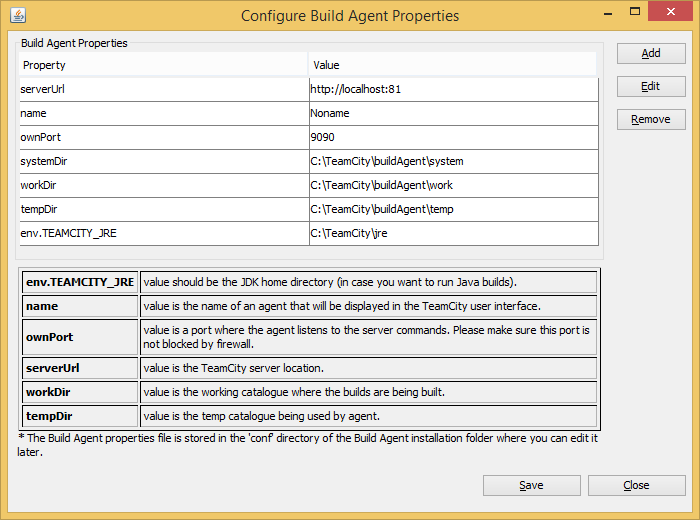 Configure Build Agent Properties
Build Agent Properties
Property Value
serverUrl http://localhost:81
name Noname
ownPort 9090
systemDir C:\TeamCity\buildAgent\system
workDir C:\TeamCity\buildAgent\work
tempDir C:\TeamCity\buildAgent\temp
env.TEAMCITY_JRE C:\TeamCity\jre
Add
Edit
Remove
env.TEAMCITY_JRE value should be the JDK home directory (in case you want to run Java builds).
name value is the name of an agent that will be displayed in the TeamCity user interface.
ownPort value is a port where the agent listens to the server commands. Please make sure this port is
not blocked by firewall.
serverUrl value is the TeamCity server location.
workDir value is the working catalogue where the builds are being built.
tempDir value is the temp catalogue being used by agent.
* The Build Agent properties file is stored in the 'conf' directory of the Build Agent installation folder where you can edit it
later.
Save Close